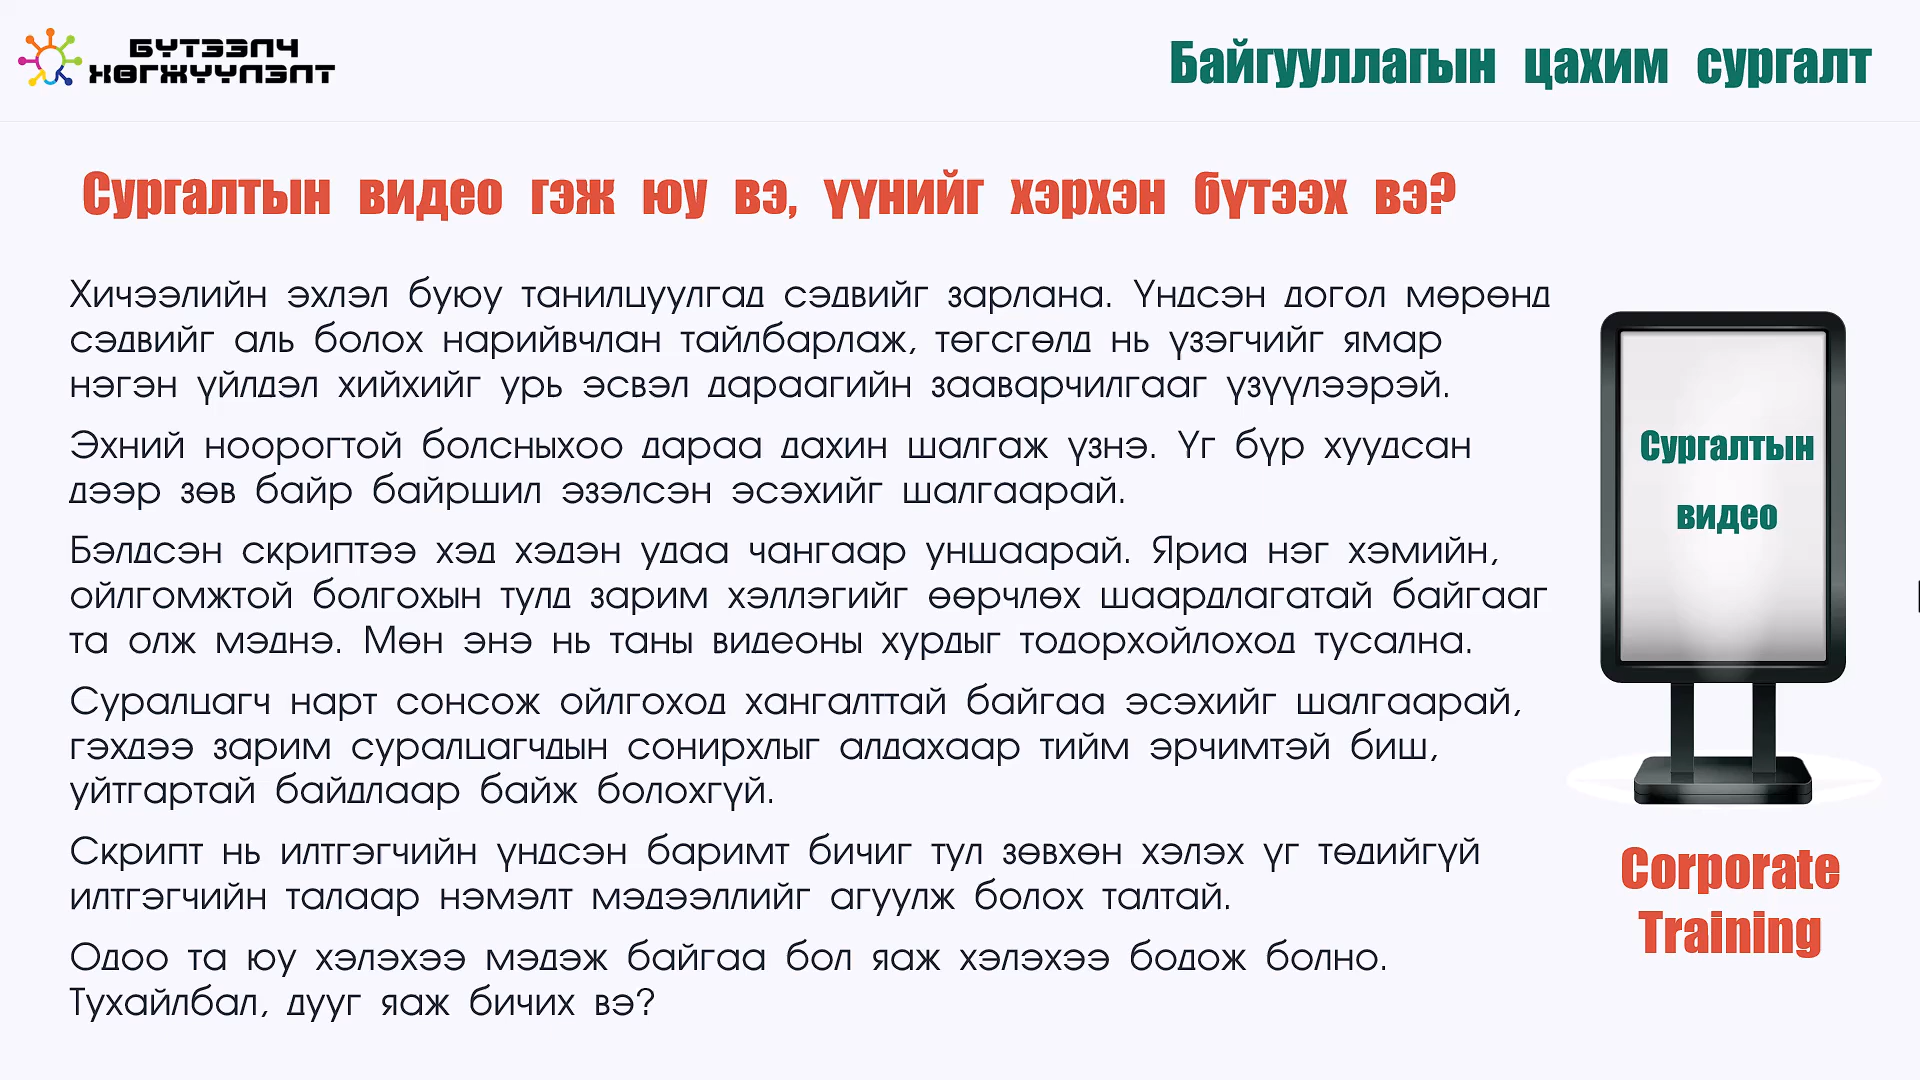 БҮТЭЭЛЧ
ХӨГЖҮҮЛЭЛТ
Байгууллагын цахим сургалт
Сургалтын видео гэж юу вэ, үүнийг хэрхэн бүтээх вэ?
Хичээлийн эхлэл буюу танилцуулгад сэдвийг зарлана. Үндсэн догол мөрөнд
сэдвийг аль болох нарийвчлан тайлбарлаж, төгсгөлд нь үзэгчийг ямар
нэгэн үйлдэл хийхийг урь эсвэл дараагийн зааварчилгааг үзүүлээрэй.
Эхний ноорогтой болсныхоо дараа дахин шалгаж үзнэ. Үг бүр хуудсан
дээр зөв байр байршил эзэлсэн эсэхийг шалгаарай.
Бэлдсэн скриптээ хэд хэдэн удаа чангаар уншаарай. Яриа нэг хэмийн,
ойлгомжтой болгохын тулд зарим хэллэгийг өөрчлөх шаардлагатай байгааг
та олж мэднэ. Мөн энэ нь таны видеоны хурдыг тодорхойлоход тусална.
Суралцагч нарт сонсож ойлгоход хангалттай байгаа эсэхийг шалгаарай,
гэхдээ зарим суралцагчдын сонирхлыг алдахаар тийм эрчимтэй биш,
уйтгартай байдлаар байж болохгүй.
Скрипт нь илтгэгчийн үндсэн баримт бичиг тул зөвхөн хэлэх үг төдийгүй
илтгэгчийн талаар нэмэлт мэдээллийг агуулж болох талтай.
Одоо та юу хэлэхээ мэдэж байгаа бол яаж хэлэхээ бодож болно.
Тухайлбал, дууг яаж бичих вэ?
Сургалтын
видео
Corporate
Training